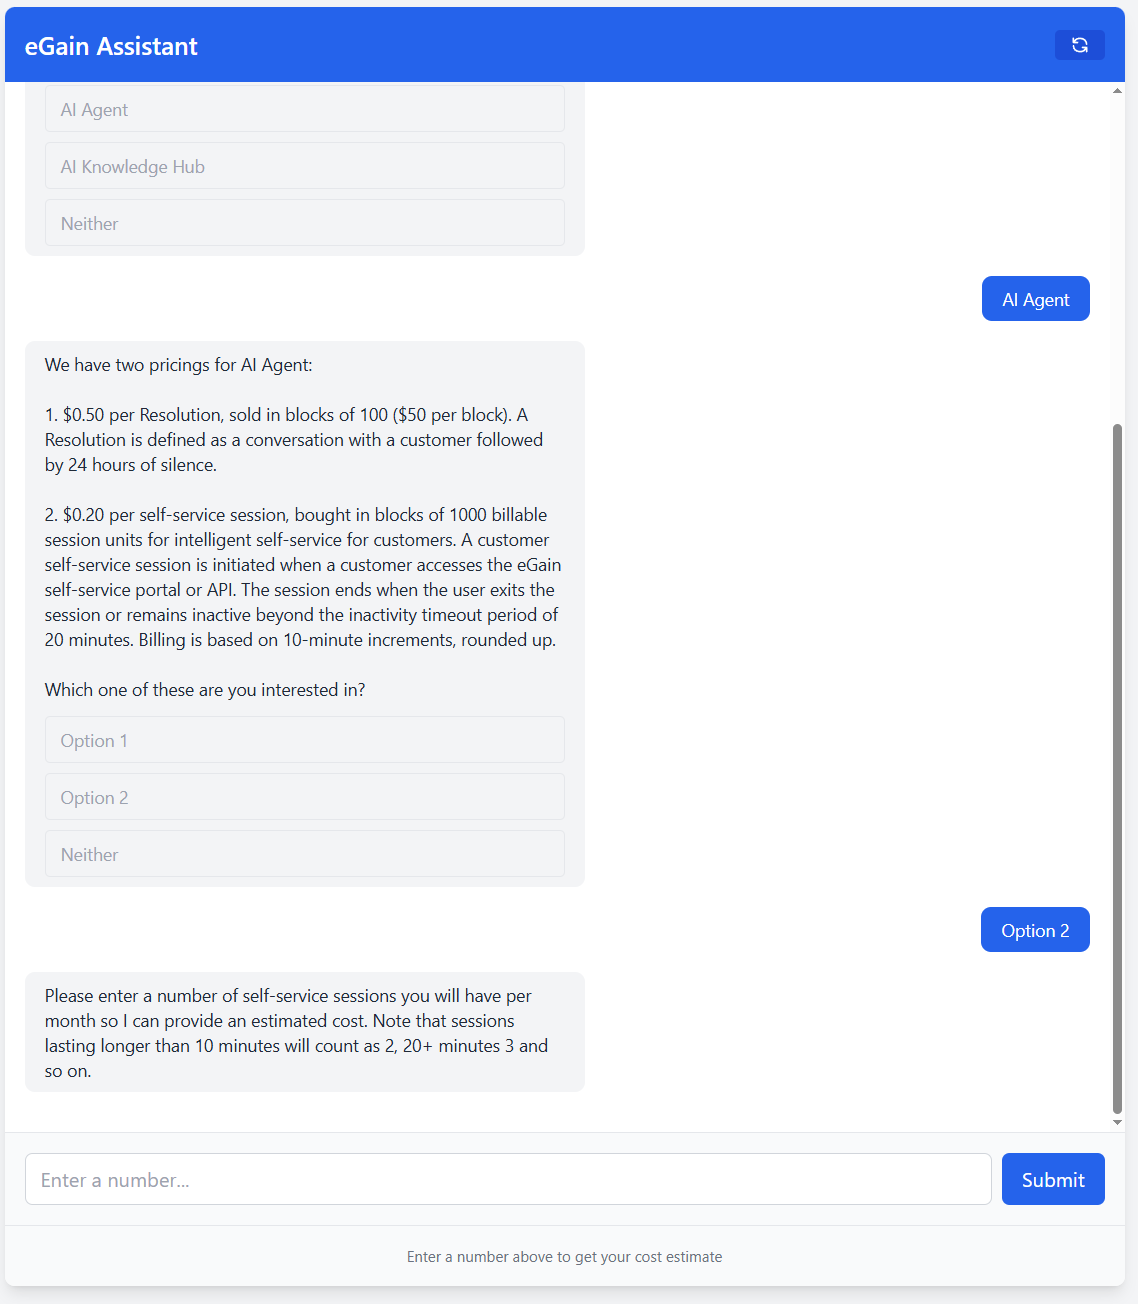 eGain Assistant
AI Agent
AI Knowledge Hub
Neither
AI Agent
We have two pricings for AI Agent:
1. $0.50 per Resolution, sold in blocks of 100 ($50 per block). A
Resolution is defined as a conversation with a customer followed
by 24 hours of silence.
2. $0.20 per self-service session, bought in blocks of 1000 billable
session units for intelligent self-service for customers. A customer
self-service session is initiated when a customer accesses the eGain
self-service portal or API. The session ends when the user exits the
session or remains inactive beyond the inactivity timeout period of
20 minutes. Billing is based on 10-minute increments, rounded up.
Which one of these are you interested in?
Option 1
Option 2
Neither
Option 2
Please enter a number of self-service sessions you will have per
month so I can provide an estimated cost. Note that sessions
lasting longer than 10 minutes will count as 2, 20+ minutes 3 and
so on.
Enter a number...
Submit
Enter a number above to get your cost estimate